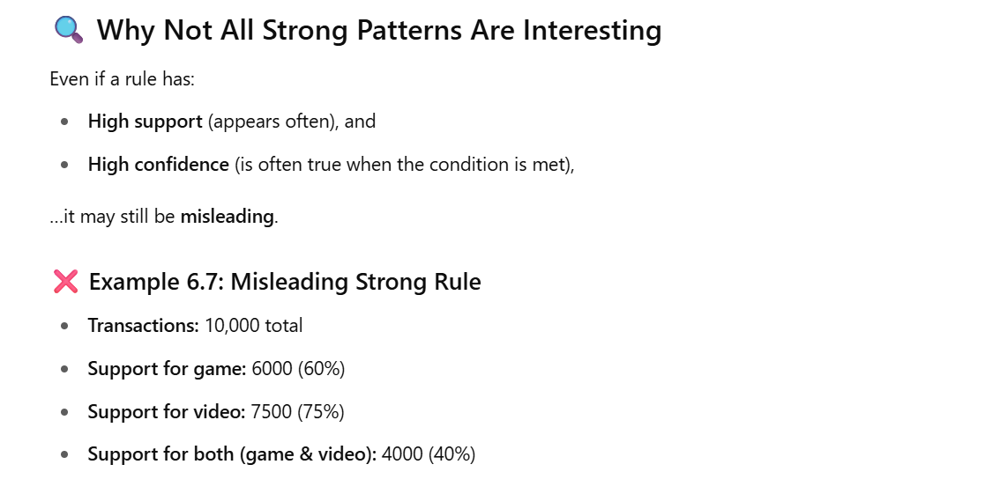 Why Not All Strong Patterns Are Interesting
Even if a rule has:
• High support (appears often), and
• High confidence (is often true when the condition is met),
...it may still be misleading.
Example 6.7: Misleading Strong Rule
• Transactions: 10,000 total
• Support for game: 6000 (60%)
• Support for video: 7500 (75%)
• Support for both (game & video): 4000 (40%)